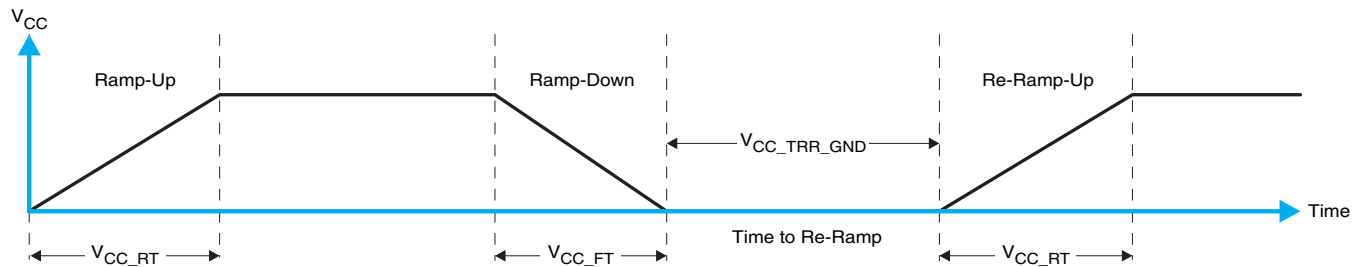 VCC
Ramp-Up
Ramp-Down
Re-Ramp-Up
VCC_TRR_GND
Time
Time to Re-Ramp
VCC_RT
VCC_FT
VCC_RT